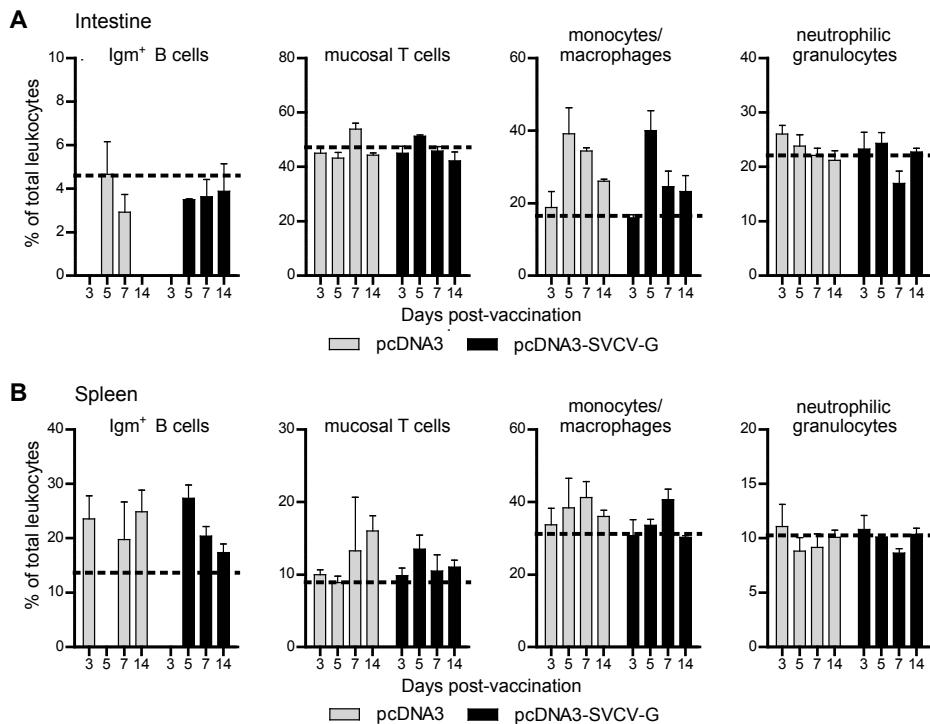 A Intestine
Igm+ B cells
mucosal T cells
monocytes/
macrophages
neutrophilic
granulocytes
% of total leukocytes
10
8
6
4
2
0
3 5 7 14 3 5 7 14
80
60
40
20
0
3 5 7 14 3 5 7 14
60
40
20
0
3 5 7 14 3 5 7 14
40
30
20
10
0
3 5 7 14 3 5 7 14
Days post-vaccination
pcDNA3 pcDNA3-SVCV-G
B Spleen
Igm+ B cells
mucosal T cells
monocytes/
macrophages
neutrophilic
granulocytes
% of total leukocytes
40
30
20
10
0
3 5 7 14 3 5 7 14
30
20
10
0
3 5 7 14 3 5 7 14
60
40
20
0
3 5 7 14 3 5 7 14
20
15
10
5
0
3 5 7 14 3 5 7 14
Days post-vaccination
pcDNA3 pcDNA3-SVCV-G